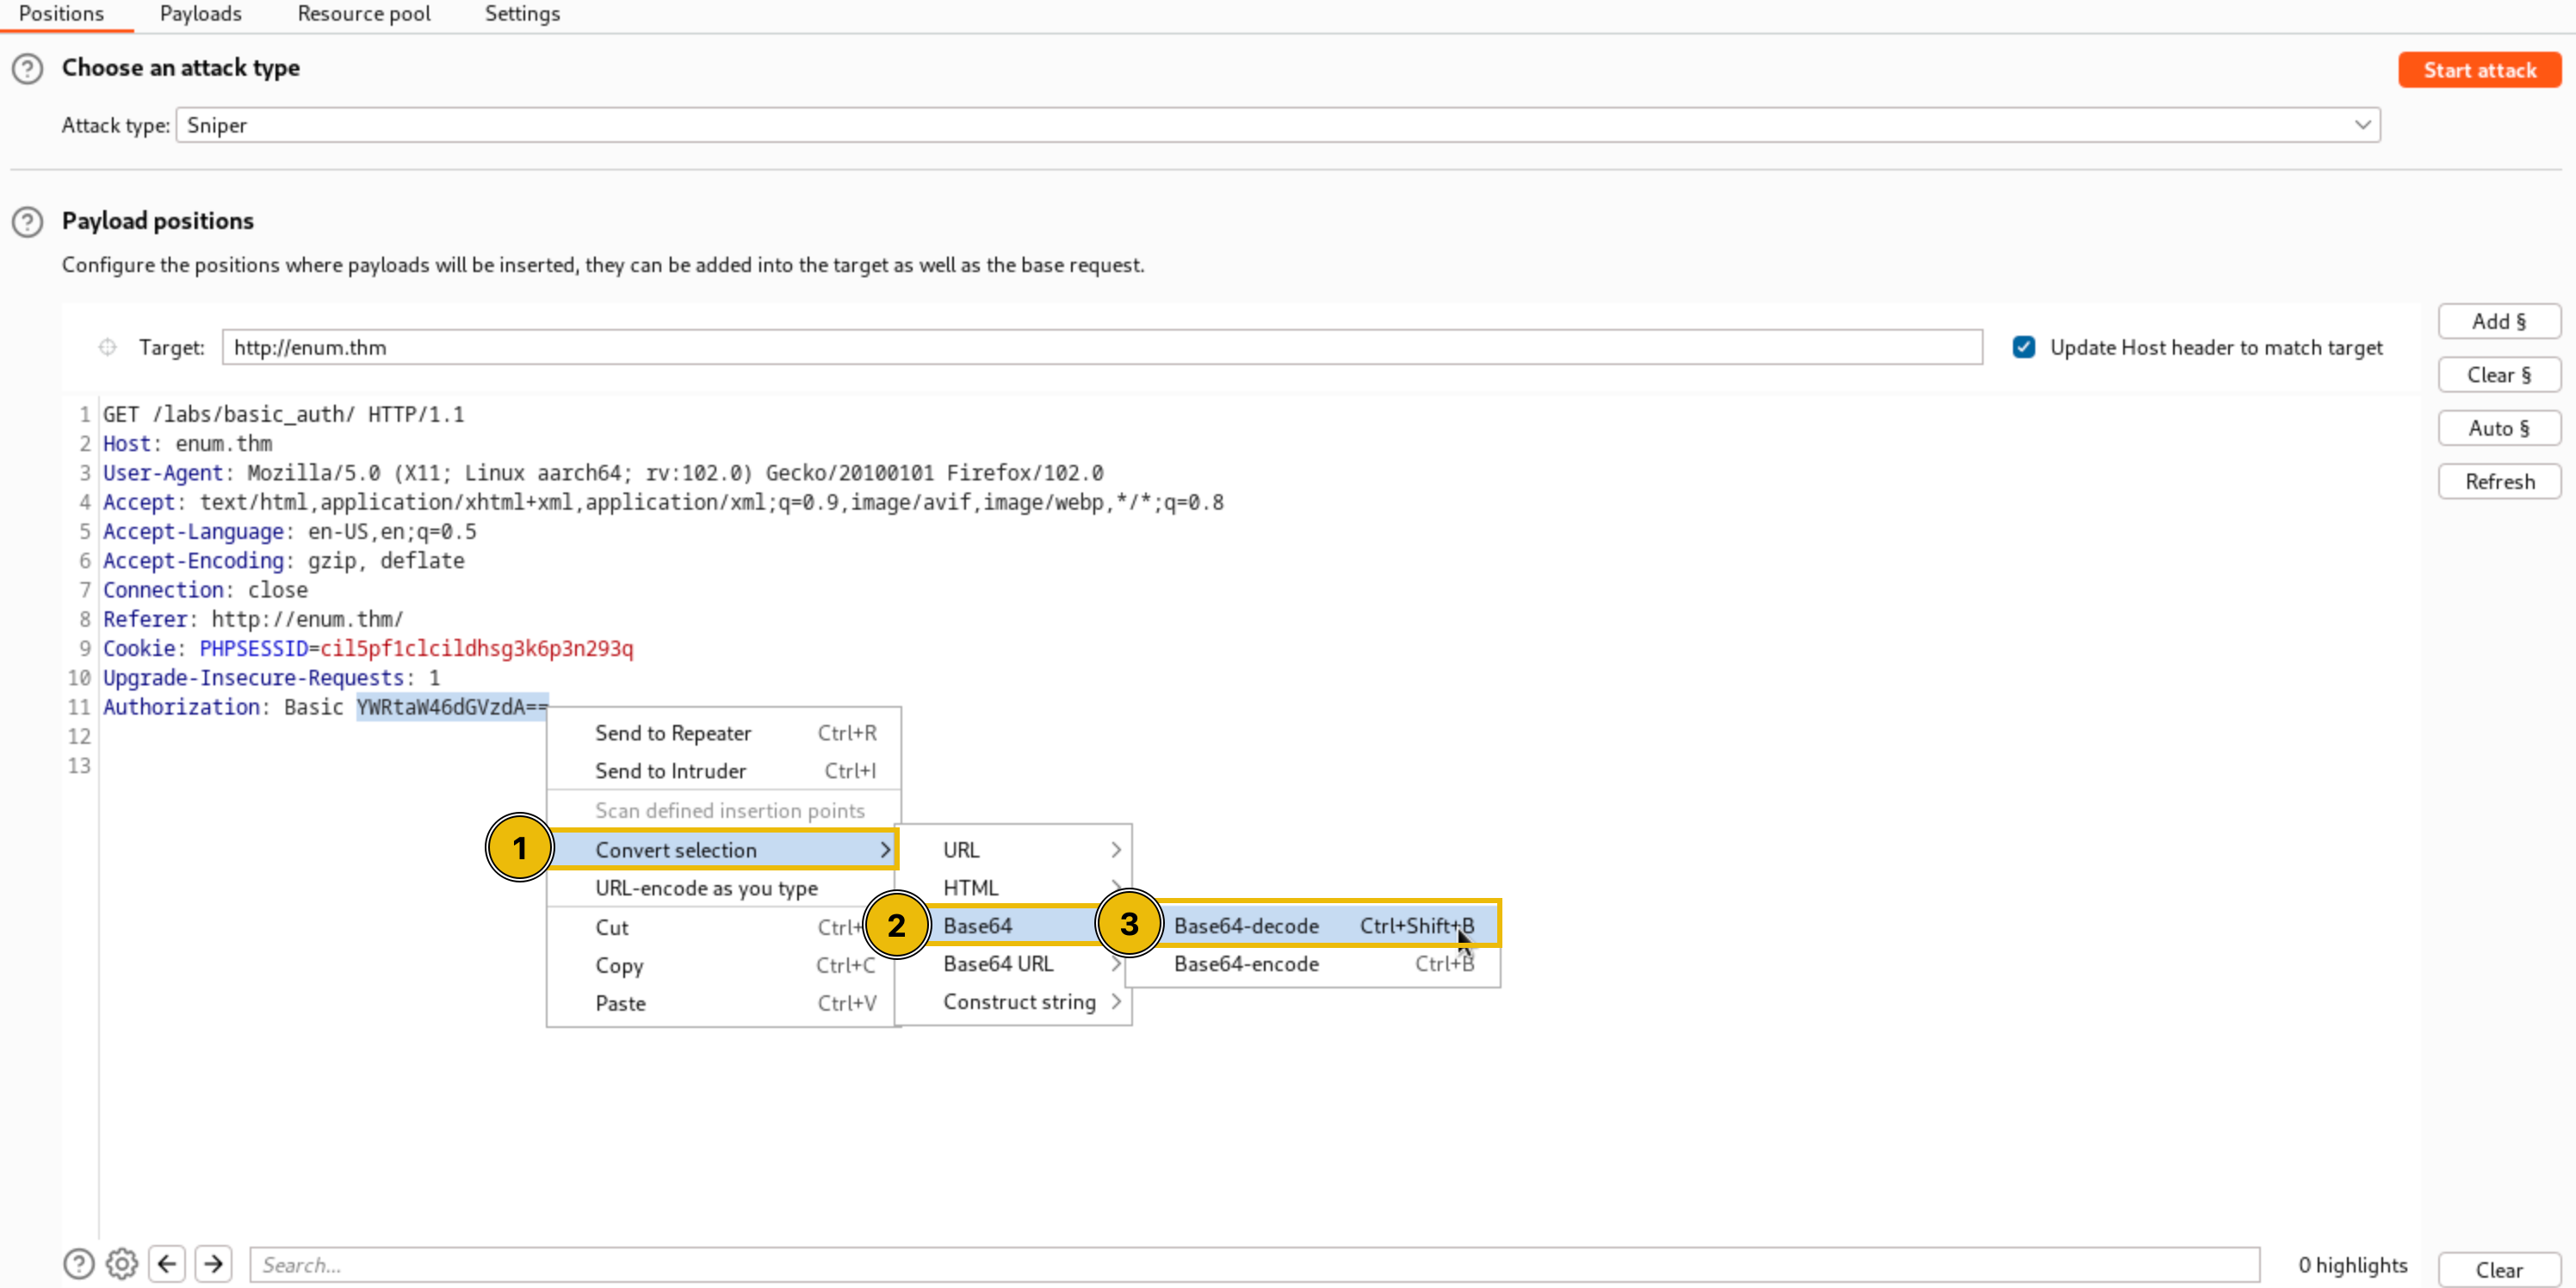 Positions Payloads Resource pool Settings
Choose an attack type
Start attack
Attack type: Sniper
Payload positions
Configure the positions where payloads will be inserted, they can be added into the target as well as the base request.
Add §
Target: http://enum.thm
Update Host header to match target
Clear §
Auto §
Refresh
1 GET /labs/basic_auth/ HTTP/1.1
2 Host: enum.thm
3 User-Agent: Mozilla/5.0 (X11; Linux aarch64; rv:102.0) Gecko/20100101 Firefox/102.0
4 Accept: text/html,application/xhtml+xml,application/xml;q=0.9,image/avif,image/webp,*/*;q=0.8
5 Accept-Language: en-US,en;q=0.5
6 Accept-Encoding: gzip, deflate
7 Connection: close
8 Referer: http://enum.thm/
9 Cookie: PHPSESSID=cil5pf1clcildhsg3k6p3n293q
10 Upgrade-Insecure-Requests: 1
11 Authorization: Basic YWRtaW46dGVzdA==
12
13
Send to Repeater Ctrl+R
Send to Intruder Ctrl+I
Scan defined insertion points
1 Convert selection
URL-encode as you type
Cut Ctrl+
Copy Ctrl+C
Paste Ctrl+V
URL
HTML
2 Base64
Base64 URL
Construct string
3 Base64-decode Ctrl+Shift+B
Base64-encode Ctrl+B
Search...
0 highlights
Clear